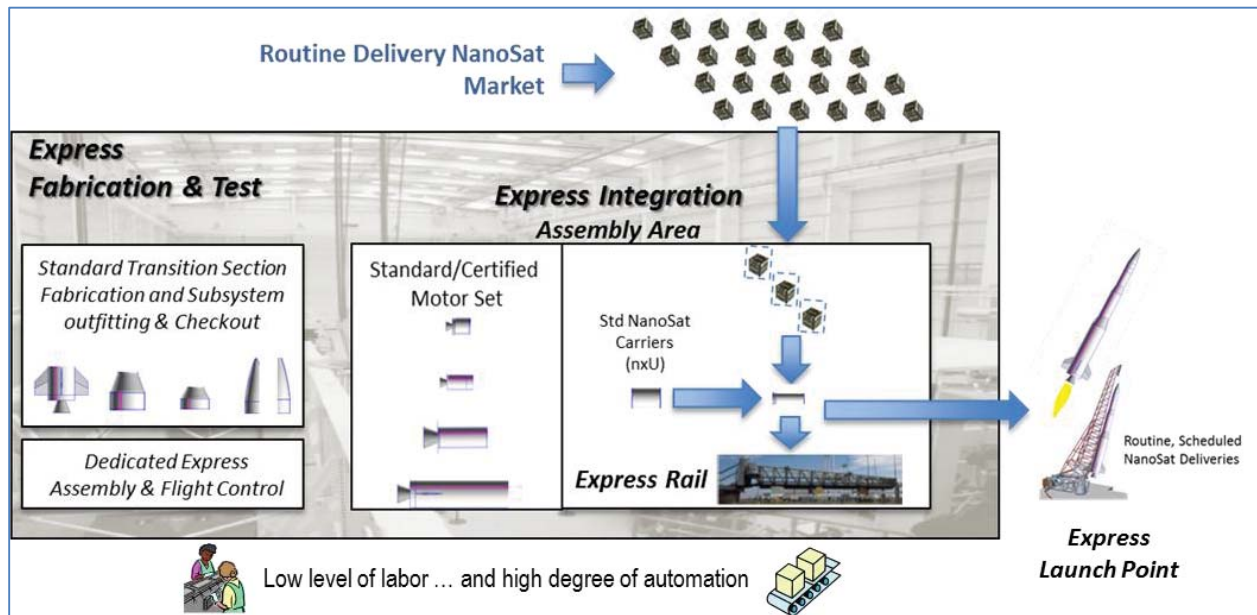 Routine Delivery NanoSat
Market
Express
Fabrication & Test
Express Integration
Assembly Area
Standard Transition Section
Fabrication and Subsystem
outfitting & Checkout
Dedicated Express
Assembly & Flight Control
Standard/Certified
Motor Set
Std NanoSat
Carriers
(nxU)
Express Rail
Routine, Scheduled
NanoSat Deliveries
Express
Launch Point
Low level of labor ... and high degree of automation